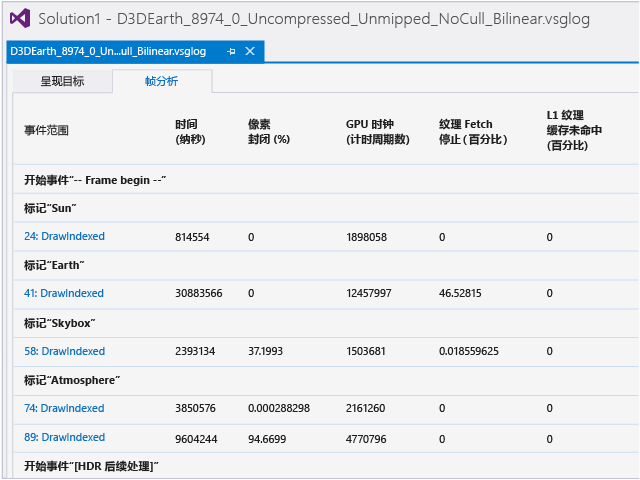 Solution1 - D3DEarth_8974_0_Uncompressed_Unmipped_NoCull_Bilinear.vsglog
D3DEarth_8974_0_Un...ull_Bilinear.vsglog
呈现目标 帧分析
事件范围 时间 (纳秒) 像素 封闭 (%) GPU 时钟 (计时周期数) 纹理 Fetch 停止 (百分比) L1 纹理 缓存未命中 (百分比)
开始事件“-- Frame begin --”
标记“Sun”
24: DrawIndexed 814554 0 1898058 0 0
标记“Earth”
41: DrawIndexed 30883566 0 12457997 46.52815 0
标记“Skybox”
58: DrawIndexed 2393134 37.1993 1503681 0.018559625 0
标记“Atmosphere”
74: DrawIndexed 3850576 0.000288298 2161260 0 0
89: DrawIndexed 9604244 94.6699 4770796 0 0
开始事件“[HDR 后续处理]”